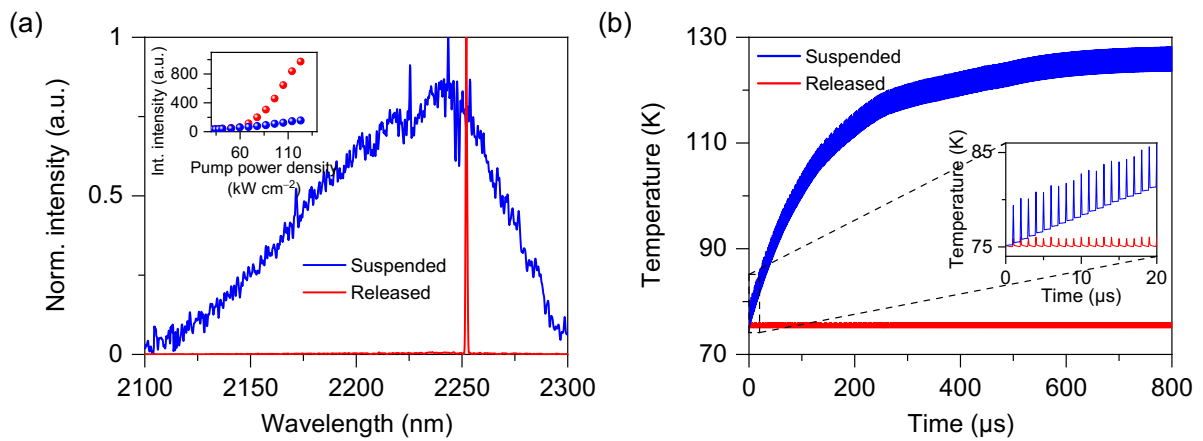 (a)
Norm. intensity (a.u.)
1
0.5
0
2100
2150
2200
2250
2300
Wavelength (nm)
Suspended
Released
Int. intensity (a.u.)
800
400
0
60
110
Pump power density
(kW cm⁻²)
(b)
Temperature (K)
130
110
90
70
0
200
400
600
800
Time (µs)
Suspended
Released
Temperature (K)
85
75
0
10
20
Time (µs)